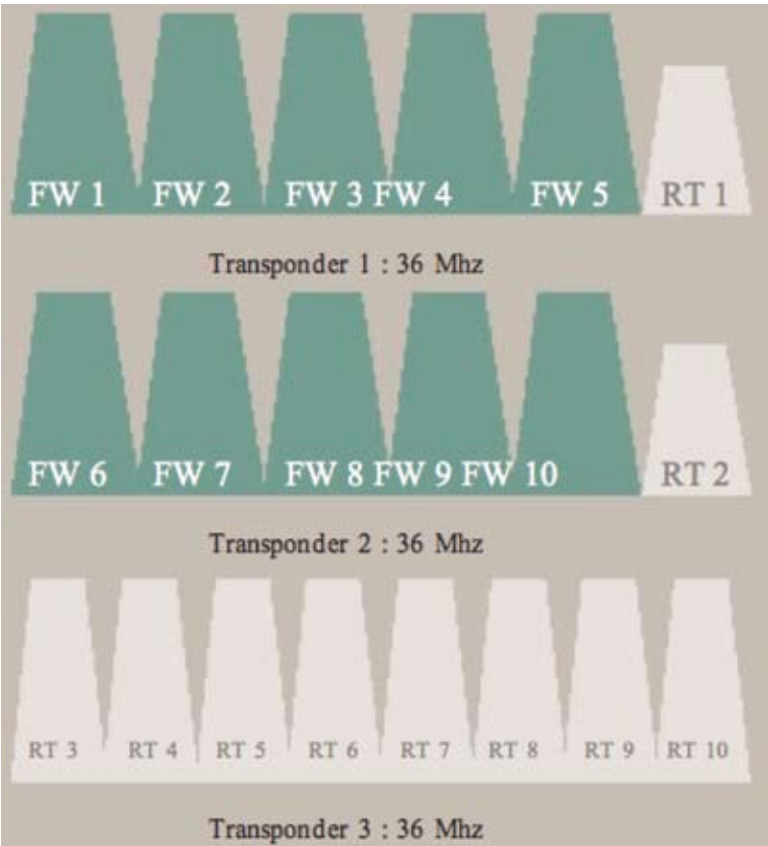 FW 1 FW 2 FW 3 FW 4 FW 5 RT 1
Transponder 1 : 36 Mhz
FW 6 FW 7 FW 8 FW 9 FW 10 RT 2
Transponder 2 : 36 Mhz
RT 3 RT 4 RT 5 RT 6 RT 7 RT 8 RT 9 RT 10
Transponder 3 : 36 Mhz